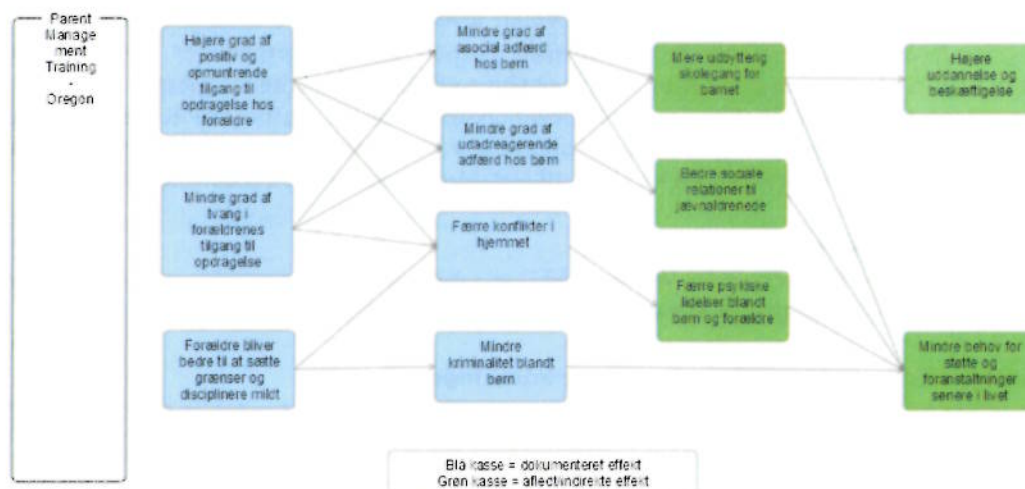 Parent
Manage
ment
Training
-
Oregon
Højere grad af
positiv og
opmuntrende
tilgang til
opdragelse hos
forældre
Mindre grad af
tvang i
forældrenes
tilgang til
opdragelse
Forældre bliver
bedre til at sætte
grænser og
disciplinere mildt
Mindre grad af
asocial adfærd
hos børn
Mindre grad af
udadreagerende
adfærd hos børn
Færre konflikter i
hjemmet
Mindre
kriminalitet blandt
børn
Mere udbytterig
skolegang for
barnet
Bedre sociale
relationer til
jævnaldrenede
Færre psykiske
lidelser blandt
børn og forældre
Højere
uddannelse og
beskæftigelse
Mindre behov for
støtte og
foranstaltninger
senere i livet
Blå kasse = dokumenteret effekt
Grøn kasse = afledt/indirekte effekt